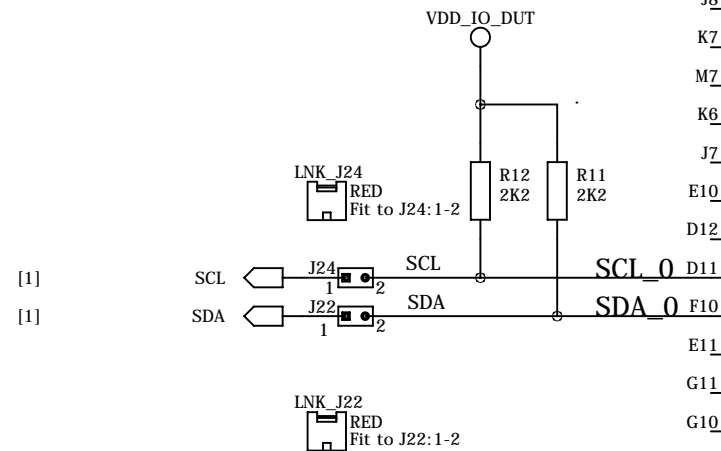 J8
VDD_IO_DUT
K7
M7
K6
J7
LNK_J24
RED
Fit to J24:1-2
R12
2K2
R11
2K2
E10
D12
[1]
SCL
J24
1
2
SCL
SCL_0
D11
[1]
SDA
J22
1
2
SDA
SDA_0
F10
E11
G11
LNK_J22
RED
Fit to J22:1-2
G10